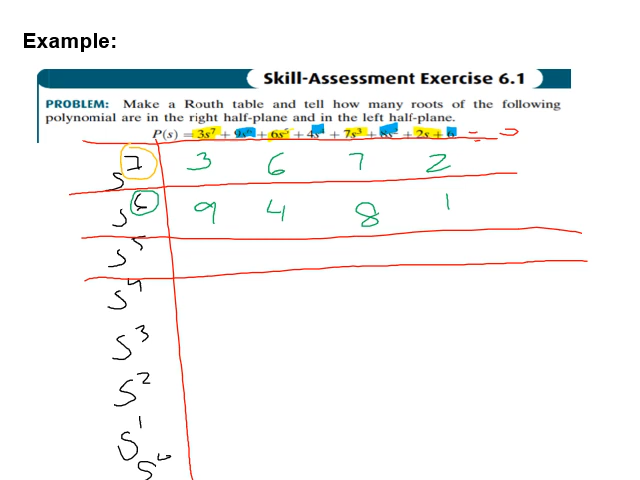 Example:
Skill-Assessment Exercise 6.1
PROBLEM: Make a Routh table and tell how many roots of the following
polynomial are in the right half-plane and in the left half-plane.
P(s) = 3s⁷ + 9s⁶ + 6s⁵ + 4s⁴ + 7s³ + 8s² + 2s + 6 = 0
s⁷ 3 6 7 2
s⁶ 9 4 8 1
s⁵
s⁴
s³
s²
s¹
s⁰